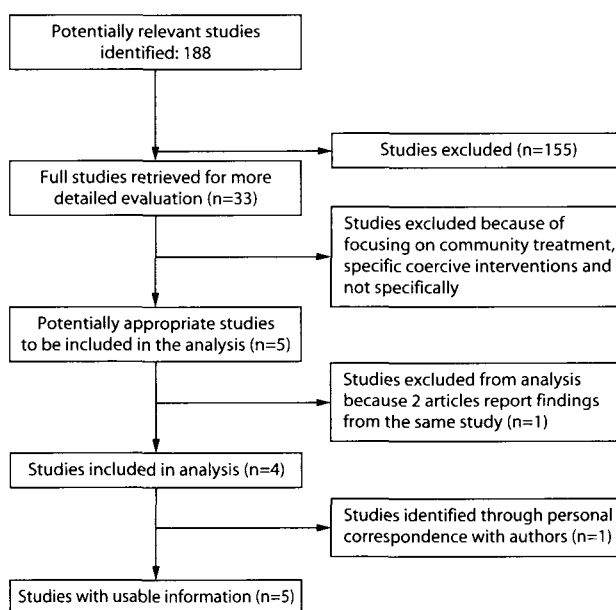 Potentially relevant studies
identified: 188
Studies excluded (n=155)
Full studies retrieved for more
detailed evaluation (n=33)
Studies excluded because of
focusing on community treatment,
specific coercive interventions and
not specifically
Potentially appropriate studies
to be included in the analysis (n=5)
Studies excluded from analysis
because 2 articles report findings
from the same study (n=1)
Studies included in analysis (n=4)
Studies identified through personal
correspondence with authors (n=1)
Studies with usable information (n=5)